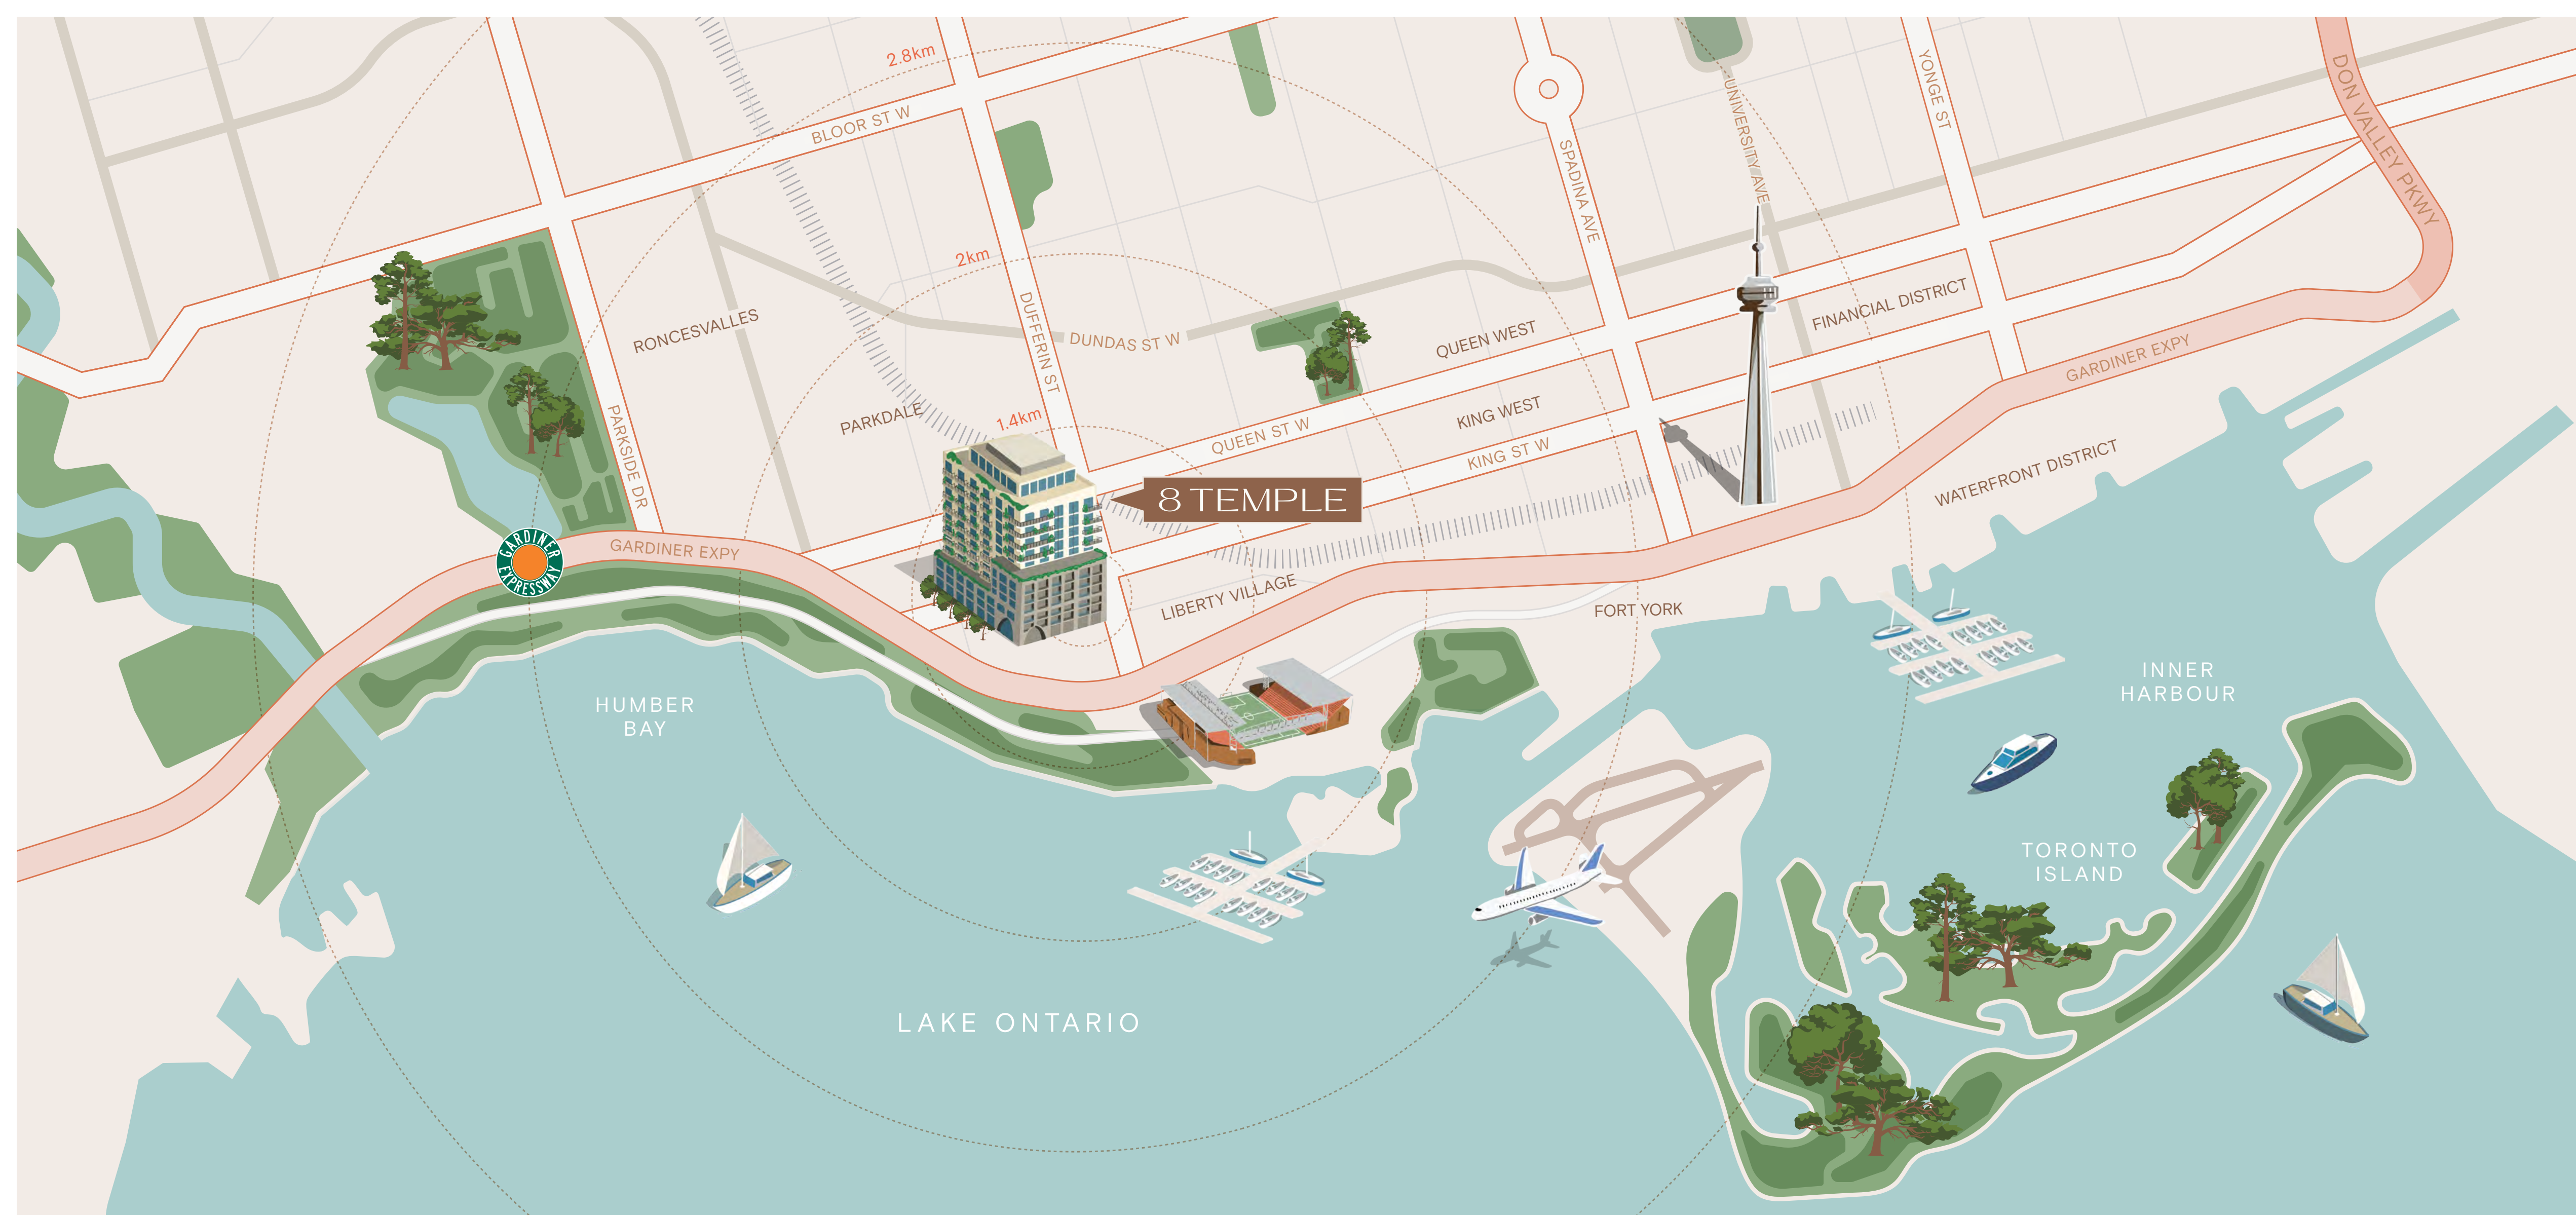 2.8km
BLOOR ST W
YONGE ST
UNIVERSITY AVE
DON VALLEY PKWY
SPADINA AVE
2km
RONCESVALLES
DUFFERIN ST
DUNDAS ST W
QUEEN WEST
FINANCIAL DISTRICT
GARDINER EXPY
PARKDALE
1.4km
PARKSIDE DR
QUEEN ST W
KING WEST
KING ST W
WATERFRONT DISTRICT
8 TEMPLE
GARDINER
EXPRESSWAY
GARDINER EXPY
LIBERTY VILLAGE
FORT YORK
HUMBER
BAY
INNER
HARBOUR
TORONTO
ISLAND
LAKE ONTARIO